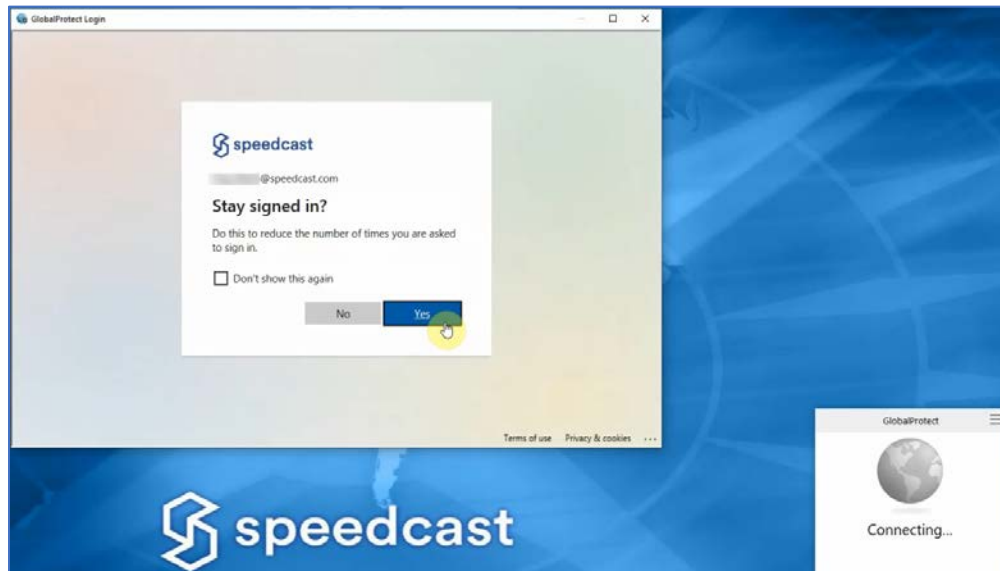 GlobalProtect Login
speedcast
@speedcast.com
Stay signed in?
Do this to reduce the number of times you are asked
to sign in.
Don't show this again
No Yes
Terms of use Privacy & cookies ...
GlobalProtect
Connecting...
speedcast